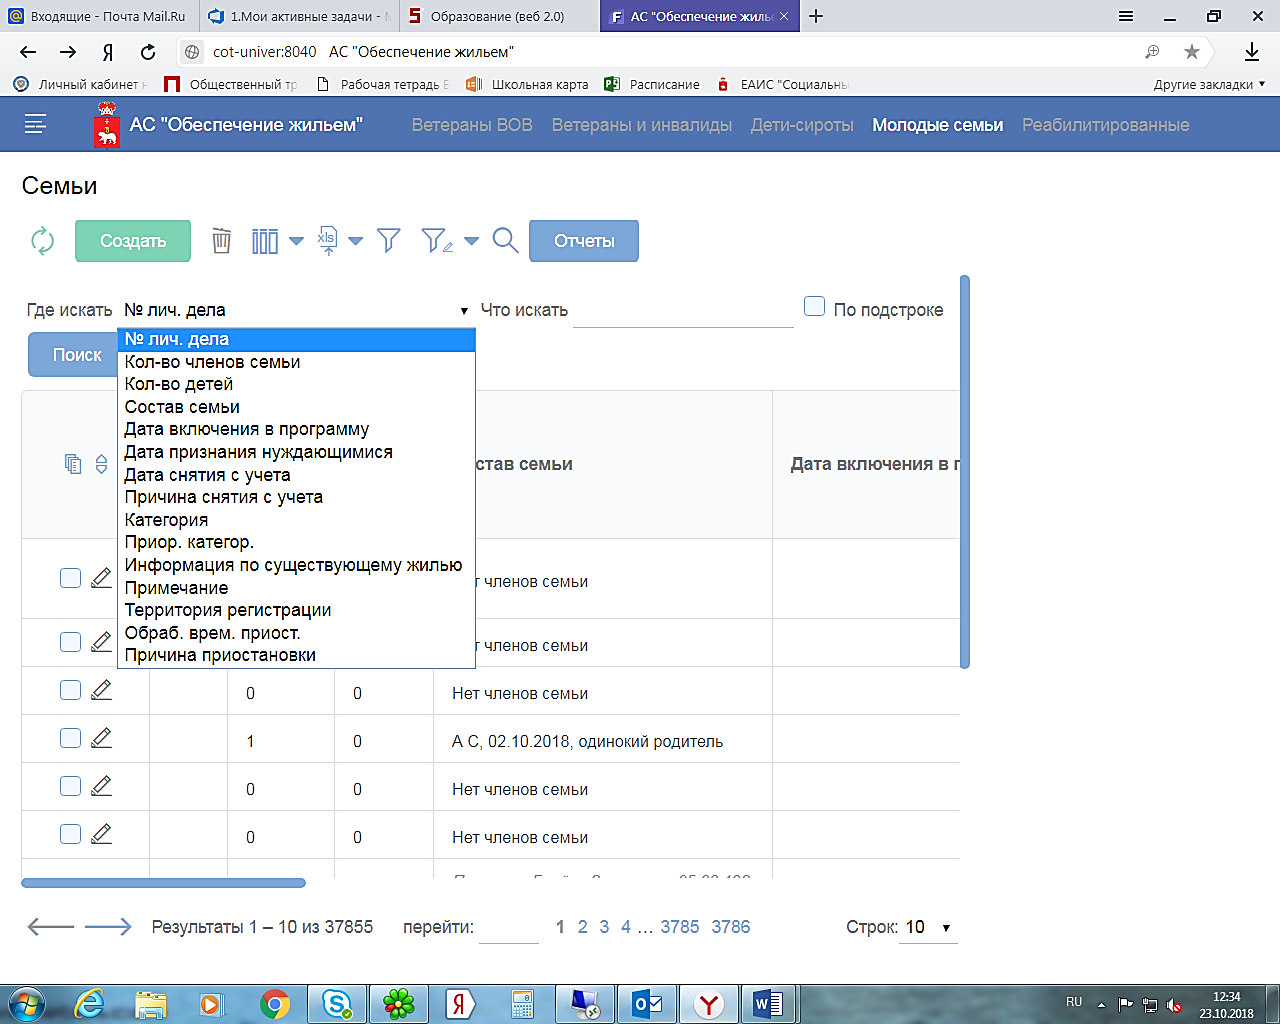 Входящие - Почта Mail.Ru
1.Мои активные задачи -
Образование (веб 2.0)
АС "Обеспечение жиль
cot-univer:8040 АС "Обеспечение жильем"
Личный кабинет
Общественный тр
Рабочая тетрадь
Школьная карта
Расписание
ЕАИС "Социальны
Другие закладки
АС "Обеспечение жильем"
Ветераны ВОВ
Ветераны и инвалиды
Дети-сироты
Молодые семьи
Реабилитированные
Семьи
Создать
xls
Отчеты
Где искать № лич. дела Что искать По подстроке
Поиск
№ лич. дела
Кол-во членов семьи
Кол-во детей
Состав семьи
Дата включения в программу
Дата признания нуждающимися
Дата снятия с учета
Причина снятия с учета
Категория
Приор. категор.
Информация по существующему жилью
Примечание
Территория регистрации
Обраб. врем. приост.
Причина приостановки
став семьи Дата включения в п
т членов семьи
т членов семьи
0 0 Нет членов семьи
1 0 А С, 02.10.2018, одинокий родитель
0 0 Нет членов семьи
0 0 Нет членов семьи
Результаты 1 – 10 из 37855 перейти: 1 2 3 4 ... 3785 3786 Строк: 10
RU
12:34
23.10.2018